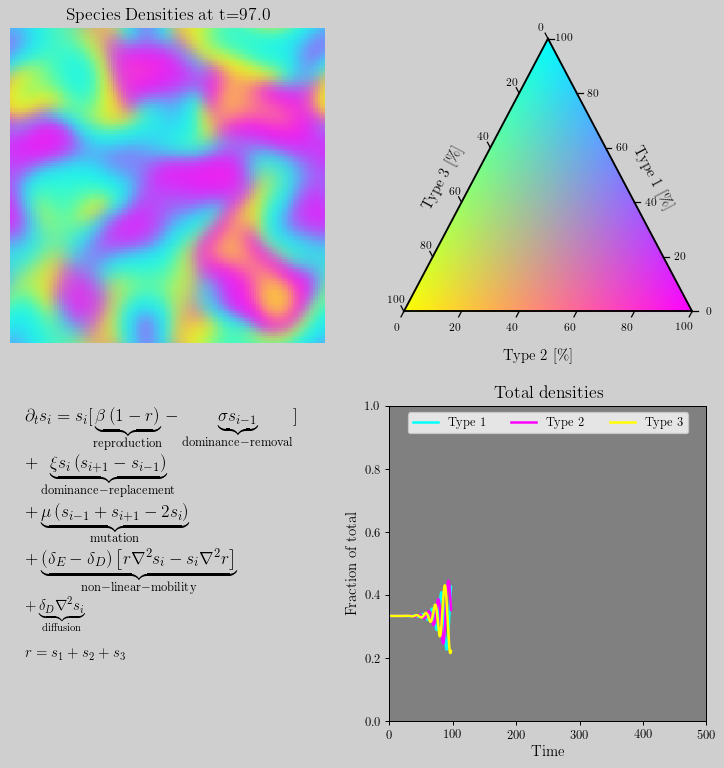 Species Densities at t=97.0
0
100
20
80
40
60
60
40
80
20
100
0
0 20 40 60 80 100
Type 3 [%]
Type 1 [%]
Type 2 [%]
∂ₜsᵢ = sᵢ[β (1 − r) − σsᵢ₋₁ ]
reproduction dominance−removal
+ ξsᵢ (sᵢ₊₁ − sᵢ₋₁)
dominance−replacement
+ μ (sᵢ₋₁ + sᵢ₊₁ − 2sᵢ)
mutation
+ (δ_E − δ_D) [r∇²sᵢ − sᵢ∇²r]
non−linear−mobility
+ δ_D∇²sᵢ
diffusion
r = s₁ + s₂ + s₃
Total densities
Type 1 Type 2 Type 3
1.0
0.8
0.6
0.4
0.2
0.0
Fraction of total
0 100 200 300 400 500
Time